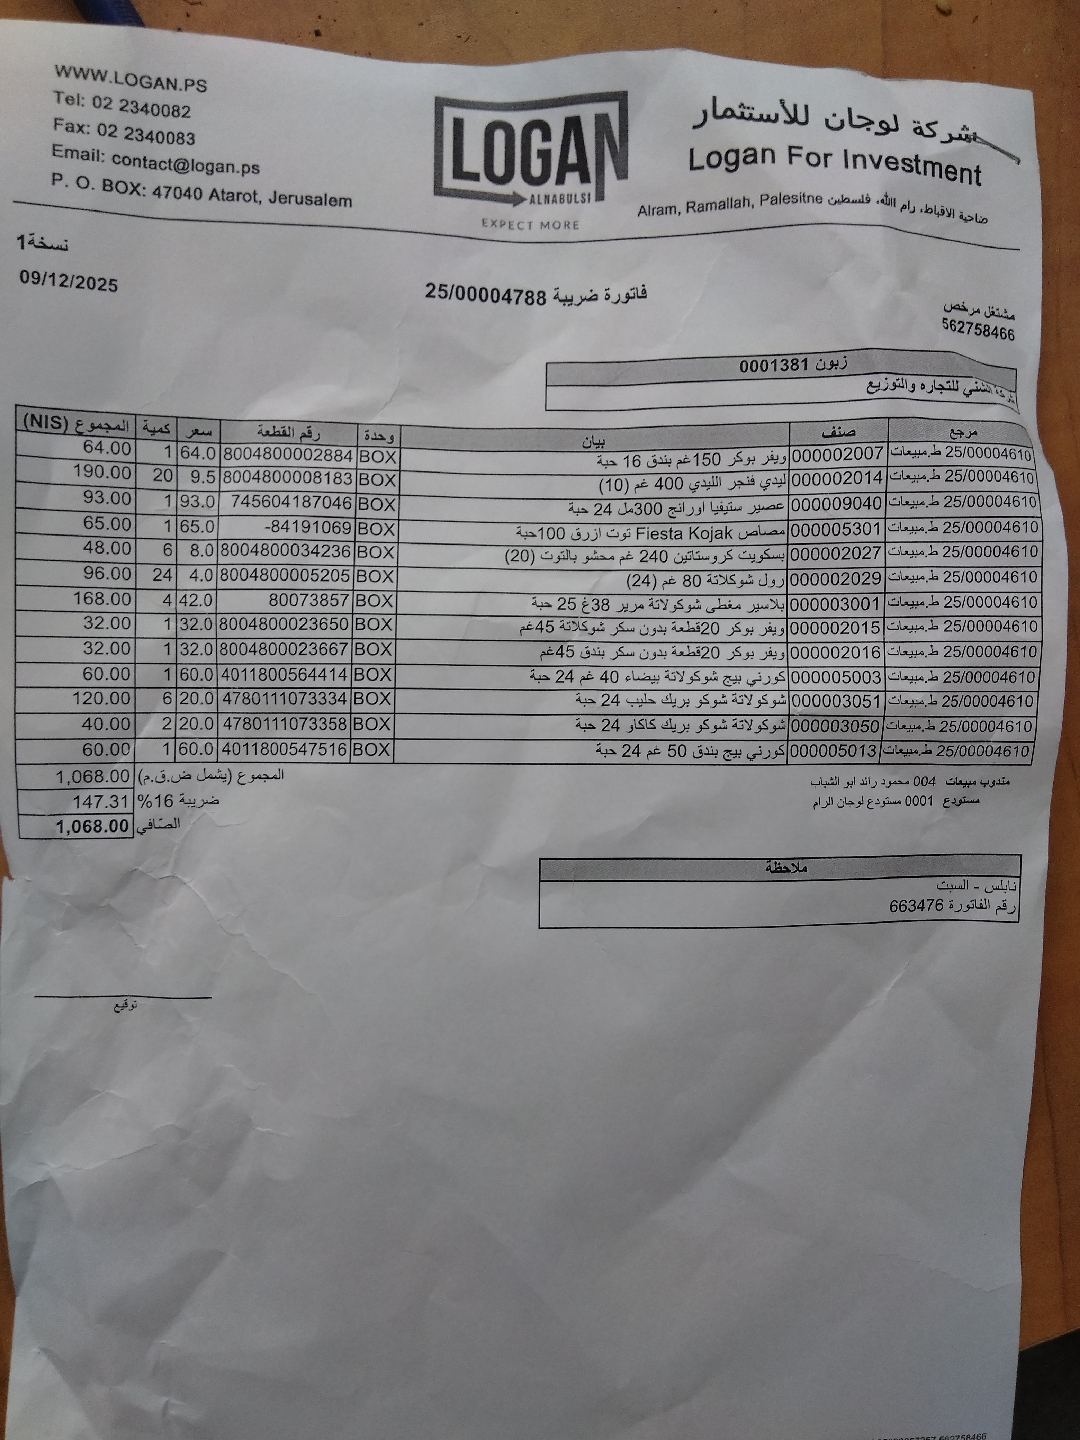 WWW.LOGAN.PS
Tel: 02 2340082
Fax: 02 2340083
Email: contact@logan.ps
P. O. BOX: 47040 Atarot, Jerusalem
LOGAN
ALNABULSI
EXPECT MORE
شركة لوجان للأستثمار
Logan For Investment
Alram, Ramallah, Palesitne ضاحية الاقباط، رام الله، فلسطين
نسخة1
09/12/2025
فاتورة ضريبة 25/00004788
مشتغل مرخص
562758466
زبون 0001381
للتجاره والتوزيع
مرجع صنف بيان وحدة رقم القطعة سعر كمية المجموع (NIS)
25/00004610 ط.مبيعات 000002007 ويفر بوكر 150غم بندق 16 حبة BOX 8004800002884 64.0 1 64.00
25/00004610 ط.مبيعات 000002014 ليدي فنجر الليدي 400 غم (10) BOX 8004800008183 9.5 20 190.00
25/00004610 ط.مبيعات 000009040 عصير ستيفيا اورانج 300مل 24 حبة BOX 745604187046 93.0 1 93.00
25/00004610 ط.مبيعات 000005301 مصاص Fiesta Kojak توت ازرق 100حبة BOX 84191069- 65.0 1 65.00
25/00004610 ط.مبيعات 000002027 بسكويت كروستاتين 240 غم محشو بالتوت (20) BOX 8004800034236 8.0 6 48.00
25/00004610 ط.مبيعات 000002029 رول شوكلاتة 80 غم (24) BOX 8004800005205 4.0 24 96.00
25/00004610 ط.مبيعات 000003001 بلاسير مغطى شوكولاتة مرير 38غ 25 حبة BOX 80073857 42.0 4 168.00
25/00004610 ط.مبيعات 000002015 ويفر بوكر 20قطعة بدون سكر شوكلاتة 45غم BOX 8004800023650 32.0 1 32.00
25/00004610 ط.مبيعات 000002016 ويفر بوكر 20قطعة بدون سكر بندق 45غم BOX 8004800023667 32.0 1 32.00
25/00004610 ط.مبيعات 000005003 كورني بيج شوكولاتة بيضاء 40 غم 24 حبة BOX 4011800564414 60.0 1 60.00
25/00004610 ط.مبيعات 000003051 شوكولاتة شوكو بريك حليب 24 حبة BOX 4780111073334 20.0 6 120.00
25/00004610 ط.مبيعات 000003050 شوكولاتة شوكو بريك كاكاو 24 حبة BOX 4780111073358 20.0 2 40.00
25/00004610 ط.مبيعات 000005013 كورني بيج بندق 50 غم 24 حبة BOX 4011800547516 60.0 1 60.00
المجموع (يشمل ض.ق.م) 1,068.00
ضريبة 16% 147.31
الصّافي 1,068.00
مندوب مبيعات 004 محمود رائد ابو الشباب
مستودع 0001 مستودع لوجان الرام
ملاحظة
نابلس - السبت
رقم الفاتورة 663476
توقيع